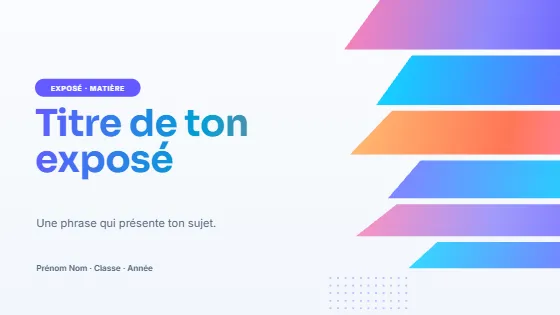 EXPOSÉ · MATIÈRE
Titre de ton
exposé
Une phrase qui présente ton sujet.
Prénom Nom · Classe · Année